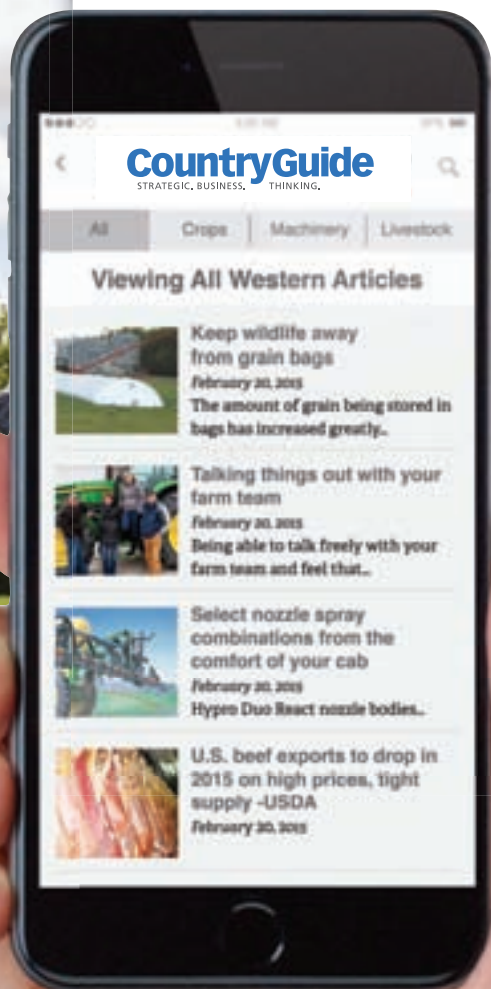 CountryGuide
STRATEGIC. BUSINESS. THINKING.
All Crops Machinery Livestock
Viewing All Western Articles
Keep wildlife away
from grain bags
February 20, 2015
The amount of grain being stored in
bags has increased greatly...
Talking things out with your
farm team
February 20, 2015
Being able to talk freely with your
farm team and feel that...
Select nozzle spray
combinations from the
comfort of your cab
February 20, 2015
Hypro Duo React nozzle bodies...
U.S. beef exports to drop in
2015 on high prices, tight
supply -USDA
February 20, 2015